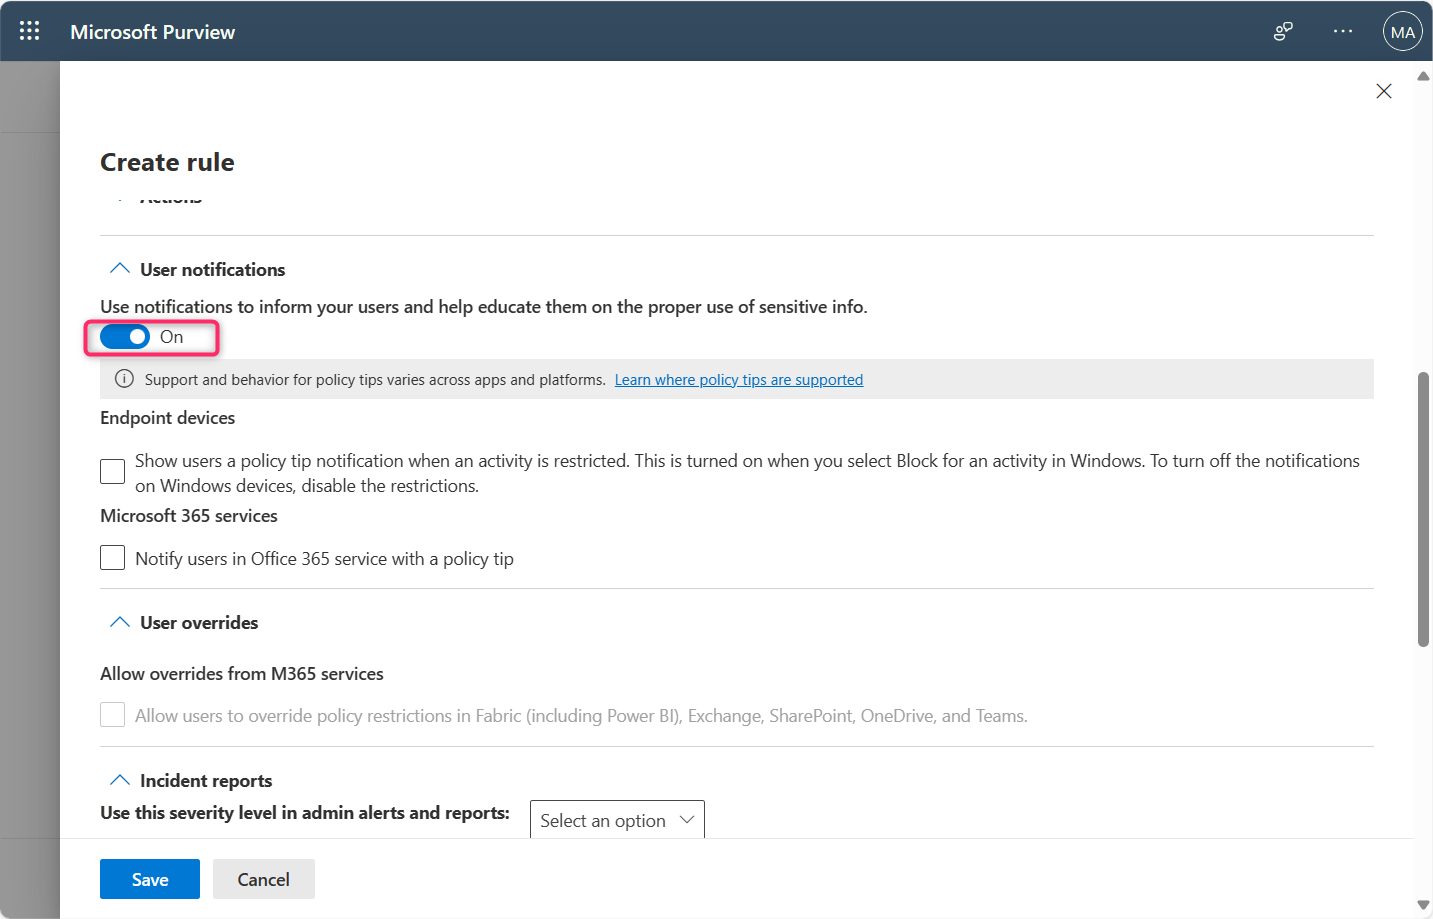 Microsoft Purview
MA
Create rule
Actions
User notifications
Use notifications to inform your users and help educate them on the proper use of sensitive info.
On
Support and behavior for policy tips varies across apps and platforms. Learn where policy tips are supported
Endpoint devices
Show users a policy tip notification when an activity is restricted. This is turned on when you select Block for an activity in Windows. To turn off the notifications
on Windows devices, disable the restrictions.
Microsoft 365 services
Notify users in Office 365 service with a policy tip
User overrides
Allow overrides from M365 services
Allow users to override policy restrictions in Fabric (including Power BI), Exchange, SharePoint, OneDrive, and Teams.
Incident reports
Use this severity level in admin alerts and reports: Select an option
Save Cancel